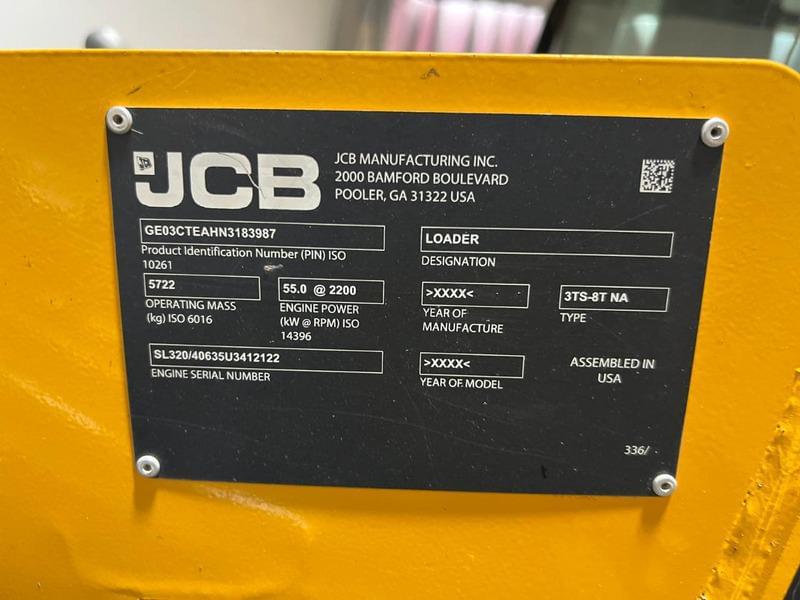 JCB
JCB MANUFACTURING INC.
2000 BAMFORD BOULEVARD
POOLER, GA 31322 USA
GE03CTEAHN3183987
Product Identification Number (PIN) ISO
10261
LOADER
DESIGNATION
5722
OPERATING MASS
(kg) ISO 6016
55.0 @ 2200
ENGINE POWER
(kW @ RPM) ISO
14396
>XXXX<
YEAR OF
MANUFACTURE
3TS-8T NA
TYPE
SL320/40635U3412122
ENGINE SERIAL NUMBER
>XXXX<
YEAR OF MODEL
ASSEMBLED IN
USA
336/